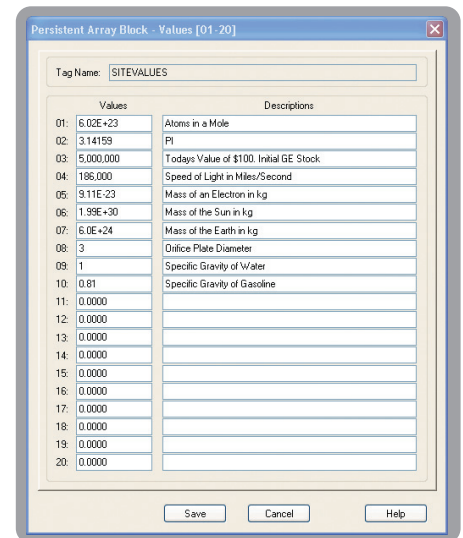 Persistent Array Block - Values [01-20]
Tag Name: SITEVALUES
Values Descriptions
01: 6.02E+23 Atoms in a Mole
02: 3.14159 PI
03: 5,000,000 Todays Value of $100. Initial GE Stock
04: 186,000 Speed of Light in Miles/Second
05: 9.11E-23 Mass of an Electron in kg
06: 1.99E+30 Mass of the Sun in kg
07: 6.0E+24 Mass of the Earth in kg
08: 3 Orifice Plate Diameter
09: 1 Specific Gravity of Water
10: 0.81 Specific Gravity of Gasoline
11: 0.0000
12: 0.0000
13: 0.0000
14: 0.0000
15: 0.0000
16: 0.0000
17: 0.0000
18: 0.0000
19: 0.0000
20: 0.0000
Save Cancel Help